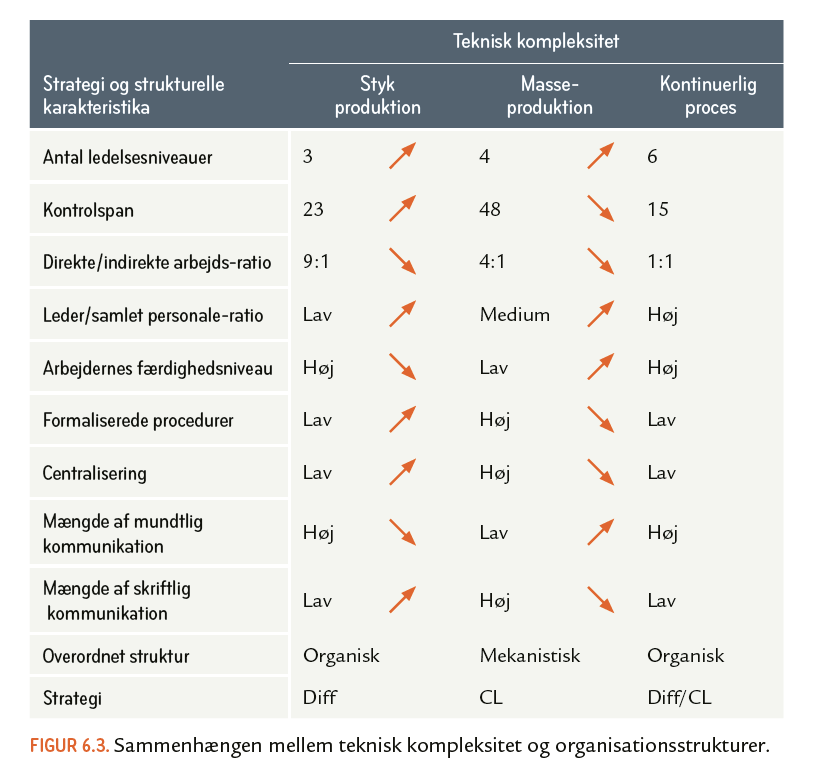 Teknisk kompleksitet
Strategi og strukturelle
karakteristika
Styk
produktion
Masse-
produktion
Kontinuerlig
proces
Antal ledelsesniveauer 3 4 6
Kontrolspan 23 48 15
Direkte/indirekte arbejds-ratio 9:1 4:1 1:1
Leder/samlet personale-ratio Lav Medium Høj
Arbejdernes færdighedsniveau Høj Lav Høj
Formaliserede procedurer Lav Høj Lav
Centralisering Lav Høj Lav
Mængde af mundtlig
kommunikation Høj Lav Høj
Mængde af skriftlig
kommunikation Lav Høj Lav
Overordnet struktur Organisk Mekanistisk Organisk
Strategi Diff CL Diff/CL
FIGUR 6.3. Sammenhængen mellem teknisk kompleksitet og organisationsstrukturer.